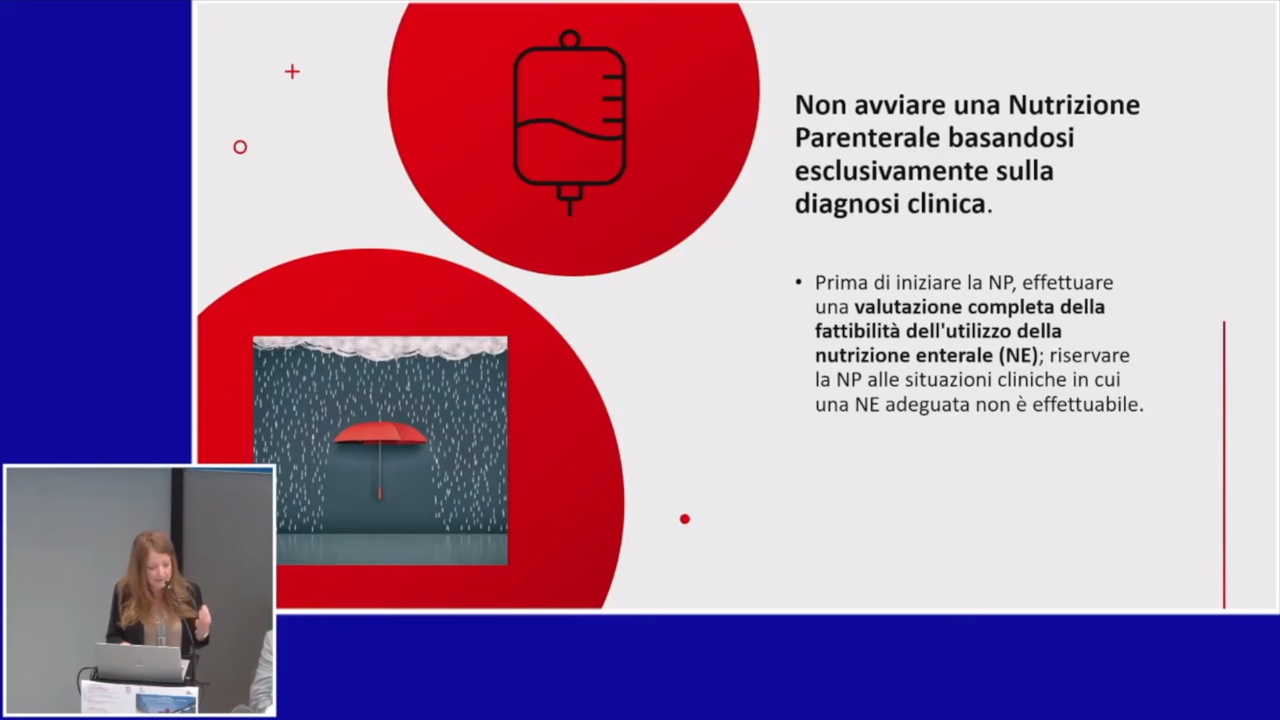 Non avviare una Nutrizione
Parenterale basandosi
esclusivamente sulla
diagnosi clinica.
• Prima di iniziare la NP, effettuare
una valutazione completa della
fattibilità dell'utilizzo della
nutrizione enterale (NE); riservare
la NP alle situazioni cliniche in cui
una NE adeguata non è effettuabile.